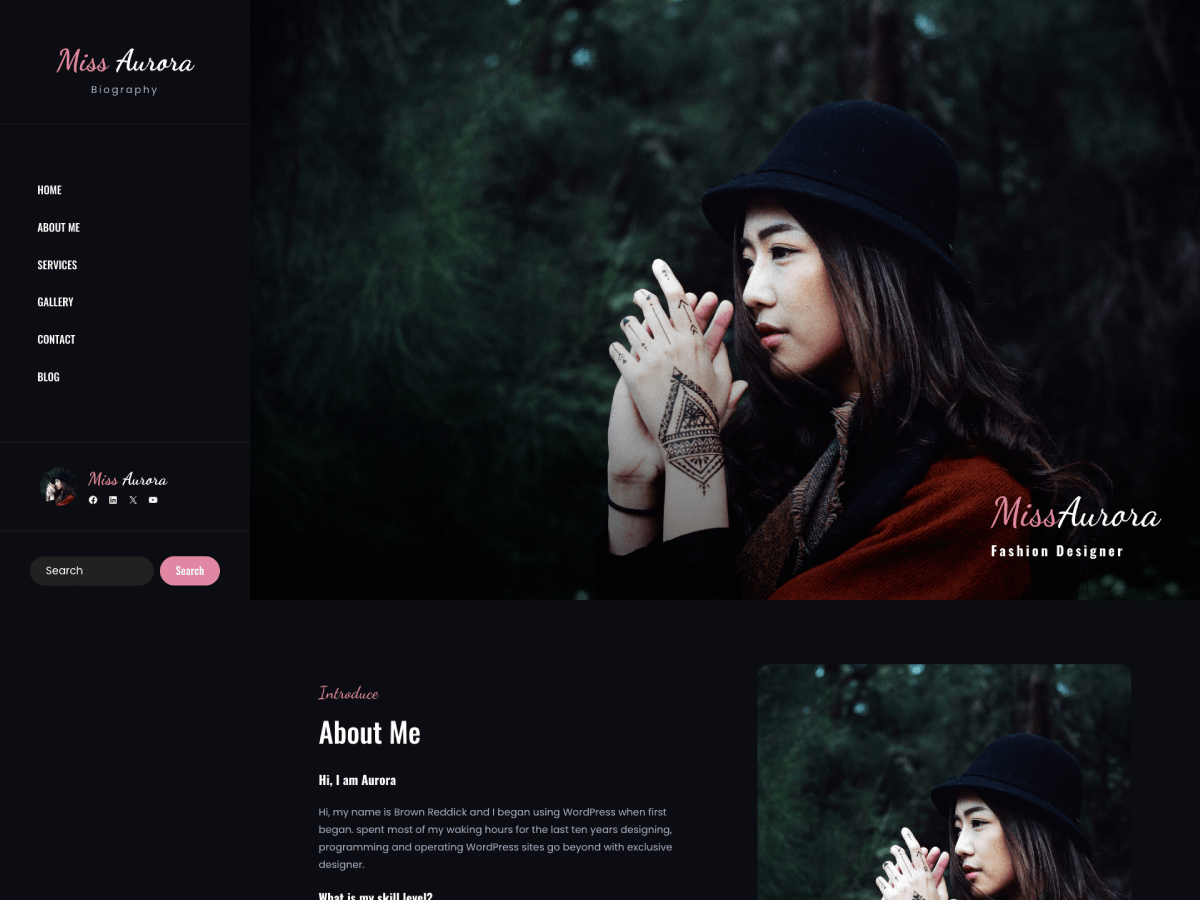 Miss Aurora
Biography
HOME
ABOUT ME
SERVICES
GALLERY
CONTACT
BLOG
Miss Aurora
Search
Search
MissAurora
Fashion Designer
Introduce
About Me
Hi, I am Aurora
Hi, my name is Brown Reddick and I began using WordPress when first
began. spent most of my waking hours for the last ten years designing,
programming and operating WordPress sites go beyond with exclusive
designer.
What is my skill level?